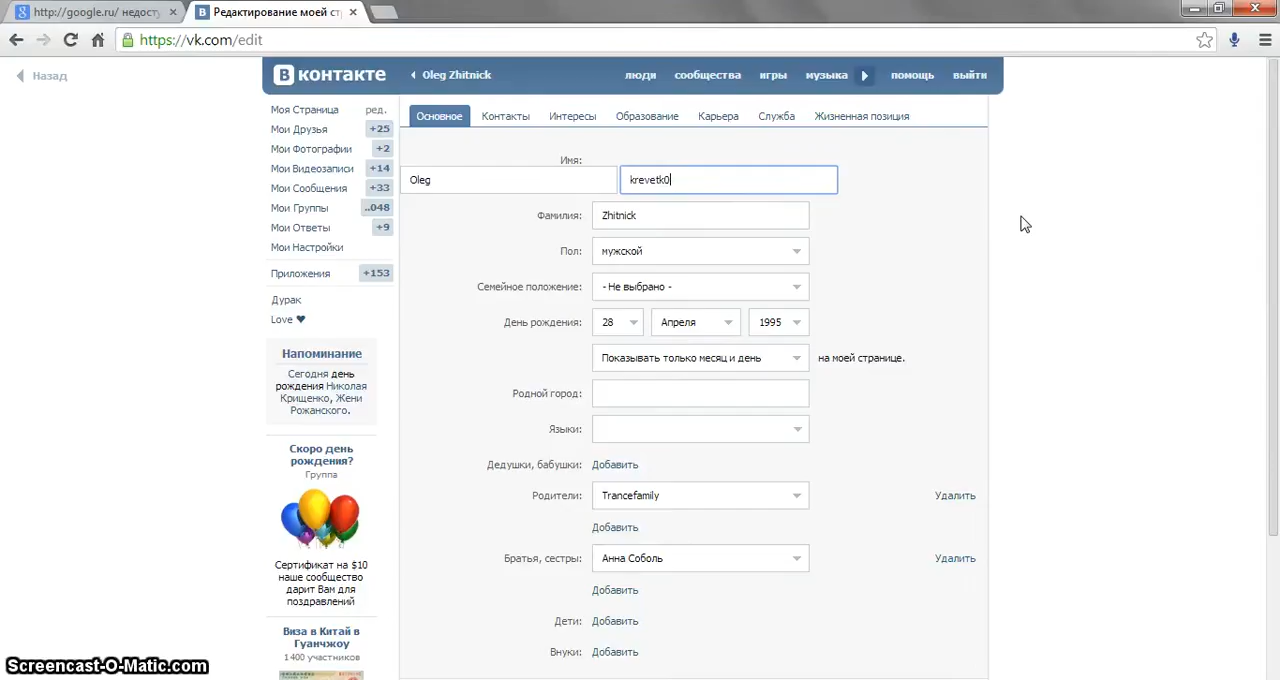 http://google.ru/ недост
Редактирование моей ст
https://vk.com/edit
Назад
В контакте
Oleg Zhitnick
люди
сообщества
игры
музыка
помощь
выйти
Моя Страница ред.
Мои Друзья +25
Мои Фотографии +2
Мои Видеозаписи +14
Мои Сообщения +33
Мои Группы ..048
Мои Ответы +9
Мои Настройки
Приложения +153
Дурак
Love ❤
Напоминание
Сегодня день
рождения Николая
Крищенко, Жени
Рожанского.
Скоро день
рождения?
Группа
Сертификат на $10
наше сообщество
дарит Вам для
поздравлений
Виза в Китай в
Гуанчжоу
1 400 участников
Основное
Контакты
Интересы
Образование
Карьера
Служба
Жизненная позиция
Имя:
Oleg
krevetk0
Фамилия: Zhitnick
Пол: мужской
Семейное положение: - Не выбрано -
День рождения: 28 Апреля 1995
Показывать только месяц и день на моей странице.
Родной город:
Языки:
Дедушки, бабушки: Добавить
Родители: Trancefamily Удалить
Добавить
Братья, сестры: Анна Соболь Удалить
Добавить
Дети: Добавить
Внуки: Добавить
Screencast-O-Matic.com